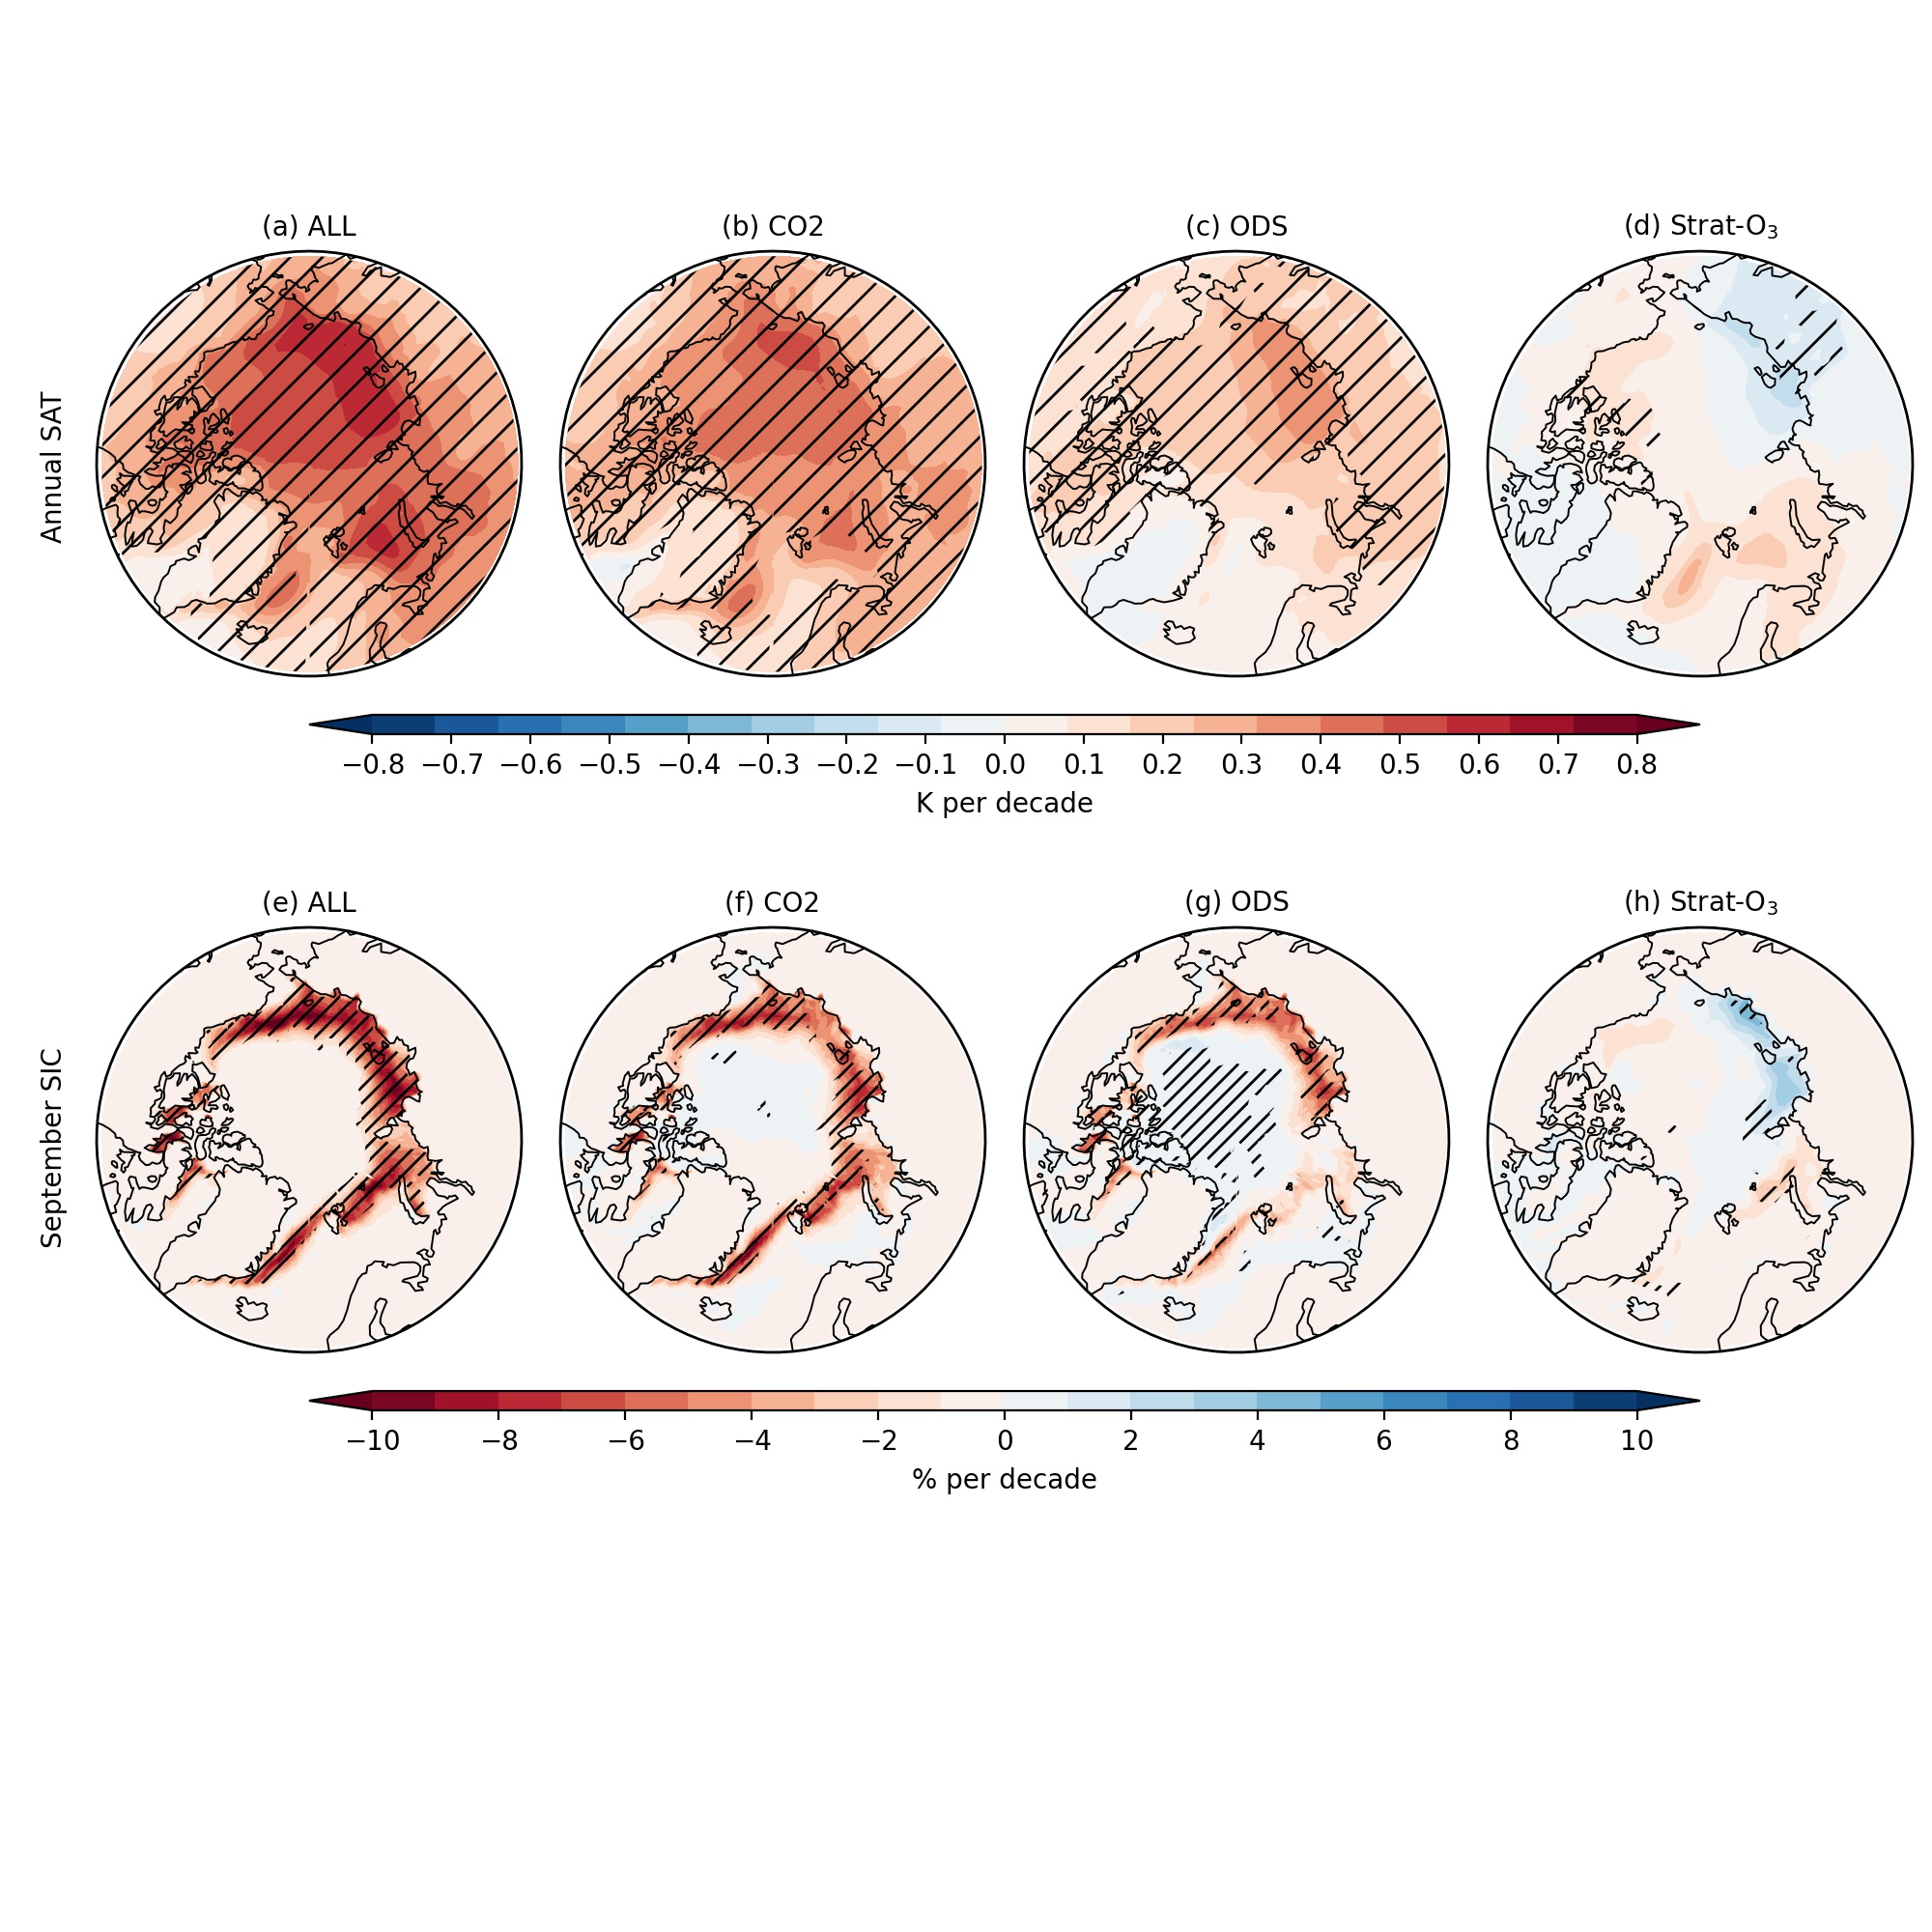 (a) ALL
(b) CO2
(c) ODS
(d) Strat-O₃
Annual SAT
−0.8 −0.7 −0.6 −0.5 −0.4 −0.3 −0.2 −0.1 0.0 0.1 0.2 0.3 0.4 0.5 0.6 0.7 0.8
K per decade
(e) ALL
(f) CO2
(g) ODS
(h) Strat-O₃
September SIC
−10 −8 −6 −4 −2 0 2 4 6 8 10
% per decade